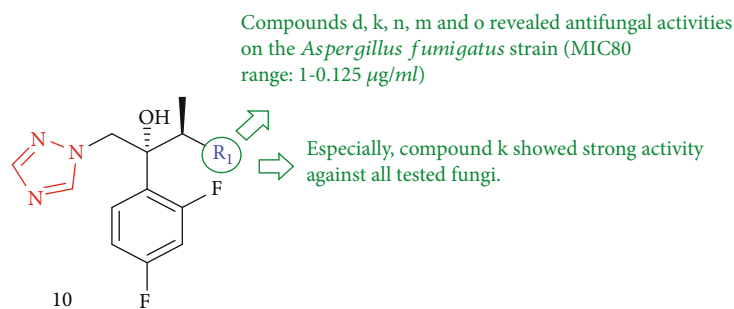 Compounds d, k, n, m and o revealed antifungal activities
on the Aspergillus fumigatus strain (MIC80
range: 1-0.125 μg/ml)
OH
N
N
N
R1
Especially, compound k showed strong activity
against all tested fungi.
F
F
10